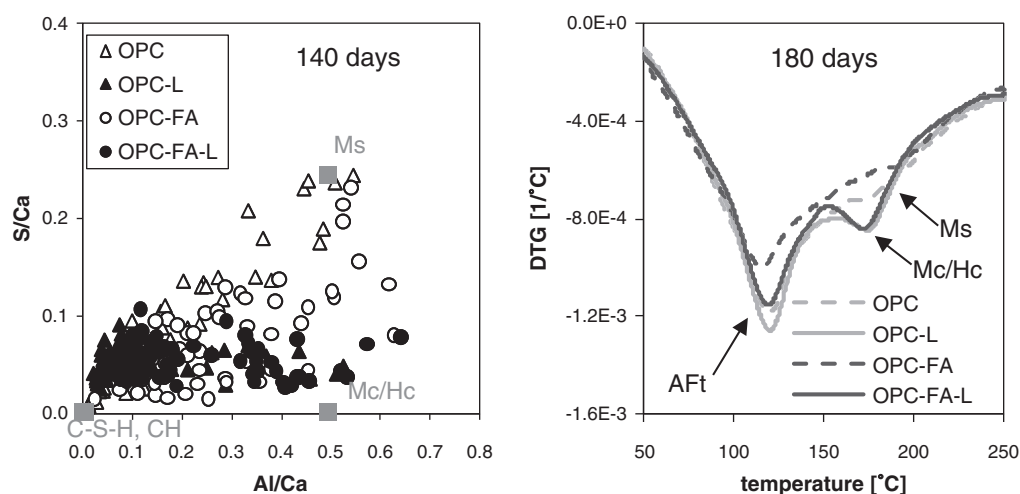 140 days
OPC
OPC-L
OPC-FA
OPC-FA-L
Ms
Mc/Hc
C-S-H, CH
0.4
0.3
0.2
0.1
0.0
S/Ca
0.0 0.1 0.2 0.3 0.4 0.5 0.6 0.7 0.8
Al/Ca
180 days
0.0E+0
-4.0E-4
-8.0E-4
-1.2E-3
-1.6E-3
DTG [1/°C]
Ms
Mc/Hc
AFt
OPC
OPC-L
OPC-FA
OPC-FA-L
50 100 150 200 250
temperature [°C]